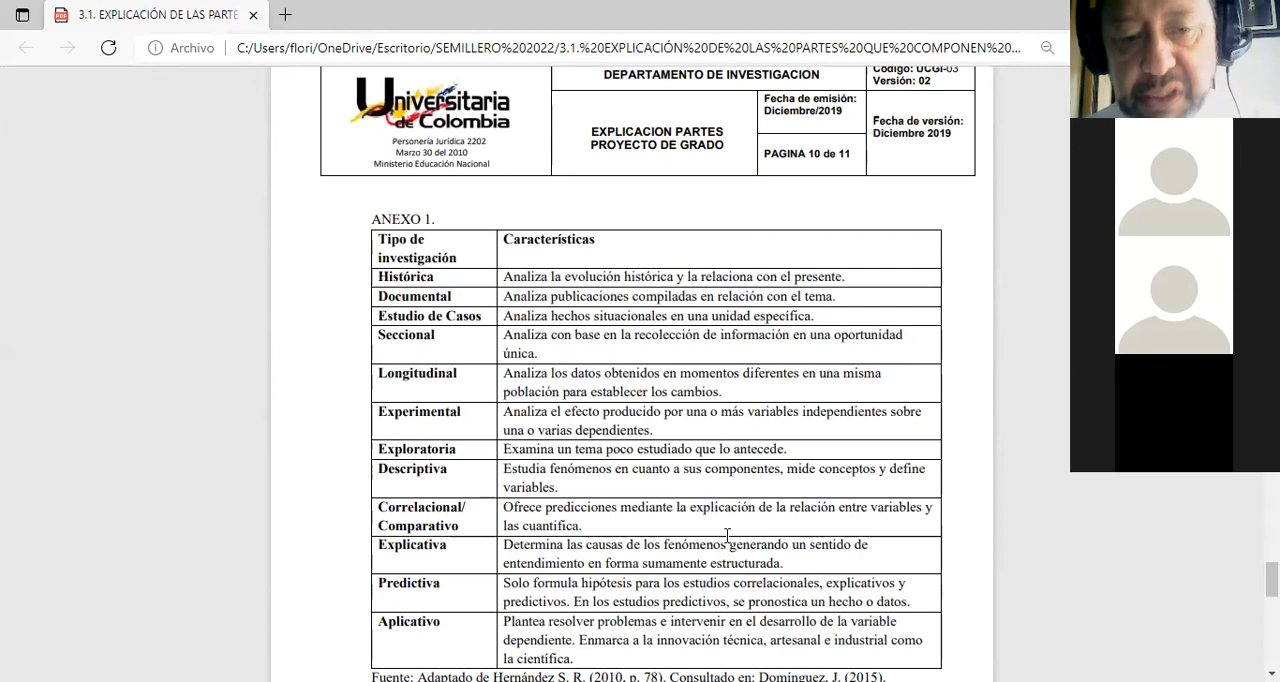 3.1. EXPLICACIÓN DE LAS PARTE
Archivo
C:/Users/flori/OneDrive/Escritorio/SEMILLERO%202022/3.1.%20EXPLICACIÓN%20DE%20LAS%20PARTES%20QUE%20COMPONEN%20...
Universitaria
de Colombia
Personería Jurídica 2202
Marzo 30 del 2010
Ministerio Educación Nacional
DEPARTAMENTO DE INVESTIGACION
EXPLICACION PARTES
PROYECTO DE GRADO
Fecha de emisión:
Diciembre/2019
PAGINA 10 de 11
Código: UCGI-03
Versión: 02
Fecha de versión:
Diciembre 2019
ANEXO 1.
Tipo de
investigación
Características
Histórica
Analiza la evolución histórica y la relaciona con el presente.
Documental
Analiza publicaciones compiladas en relación con el tema.
Estudio de Casos
Analiza hechos situacionales en una unidad específica.
Seccional
Analiza con base en la recolección de información en una oportunidad
única.
Longitudinal
Analiza los datos obtenidos en momentos diferentes en una misma
población para establecer los cambios.
Experimental
Analiza el efecto producido por una o más variables independientes sobre
una o varias dependientes.
Exploratoria
Examina un tema poco estudiado que lo antecede.
Descriptiva
Estudia fenómenos en cuanto a sus componentes, mide conceptos y define
variables.
Correlacional/
Comparativo
Ofrece predicciones mediante la explicación de la relación entre variables y
las cuantifica.
Explicativa
Determina las causas de los fenómenos generando un sentido de
entendimiento en forma sumamente estructurada.
Predictiva
Solo formula hipótesis para los estudios correlacionales, explicativos y
predictivos. En los estudios predictivos, se pronostica un hecho o datos.
Aplicativo
Plantea resolver problemas e intervenir en el desarrollo de la variable
dependiente. Enmarca a la innovación técnica, artesanal e industrial como
la científica.
Fuente: Adaptado de Hernández S. R. (2010, p. 78). Consultado en: Domínguez, J. (2015).